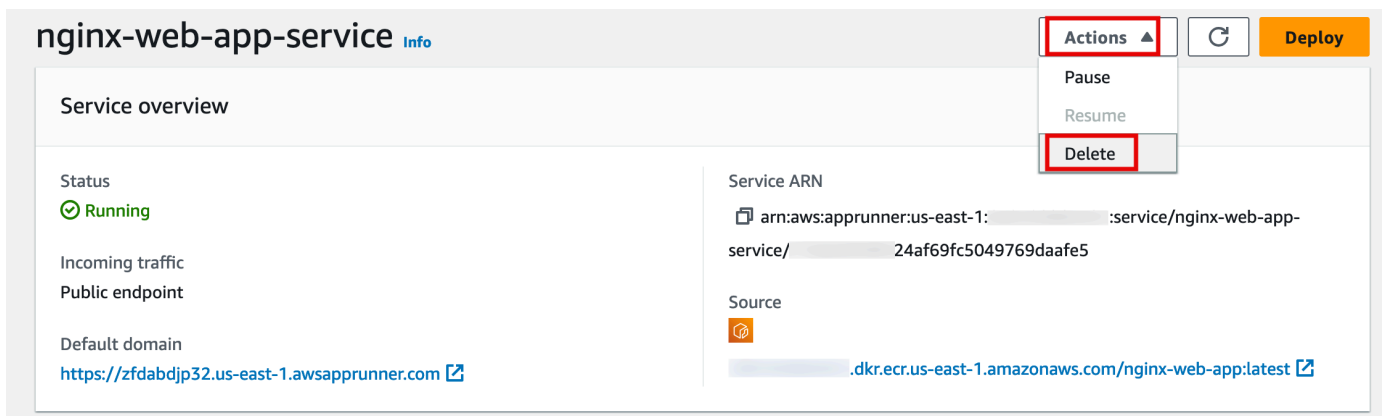 nginx-web-app-service Info
Actions
Deploy
Pause
Resume
Delete
Service overview
Status
Running
Incoming traffic
Public endpoint
Default domain
https://zfdabdjp32.us-east-1.awsapprunner.com
Service ARN
arn:aws:apprunner:us-east-1: :service/nginx-web-app-
service/ 24af69fc5049769daafe5
Source
.dkr.ecr.us-east-1.amazonaws.com/nginx-web-app:latest